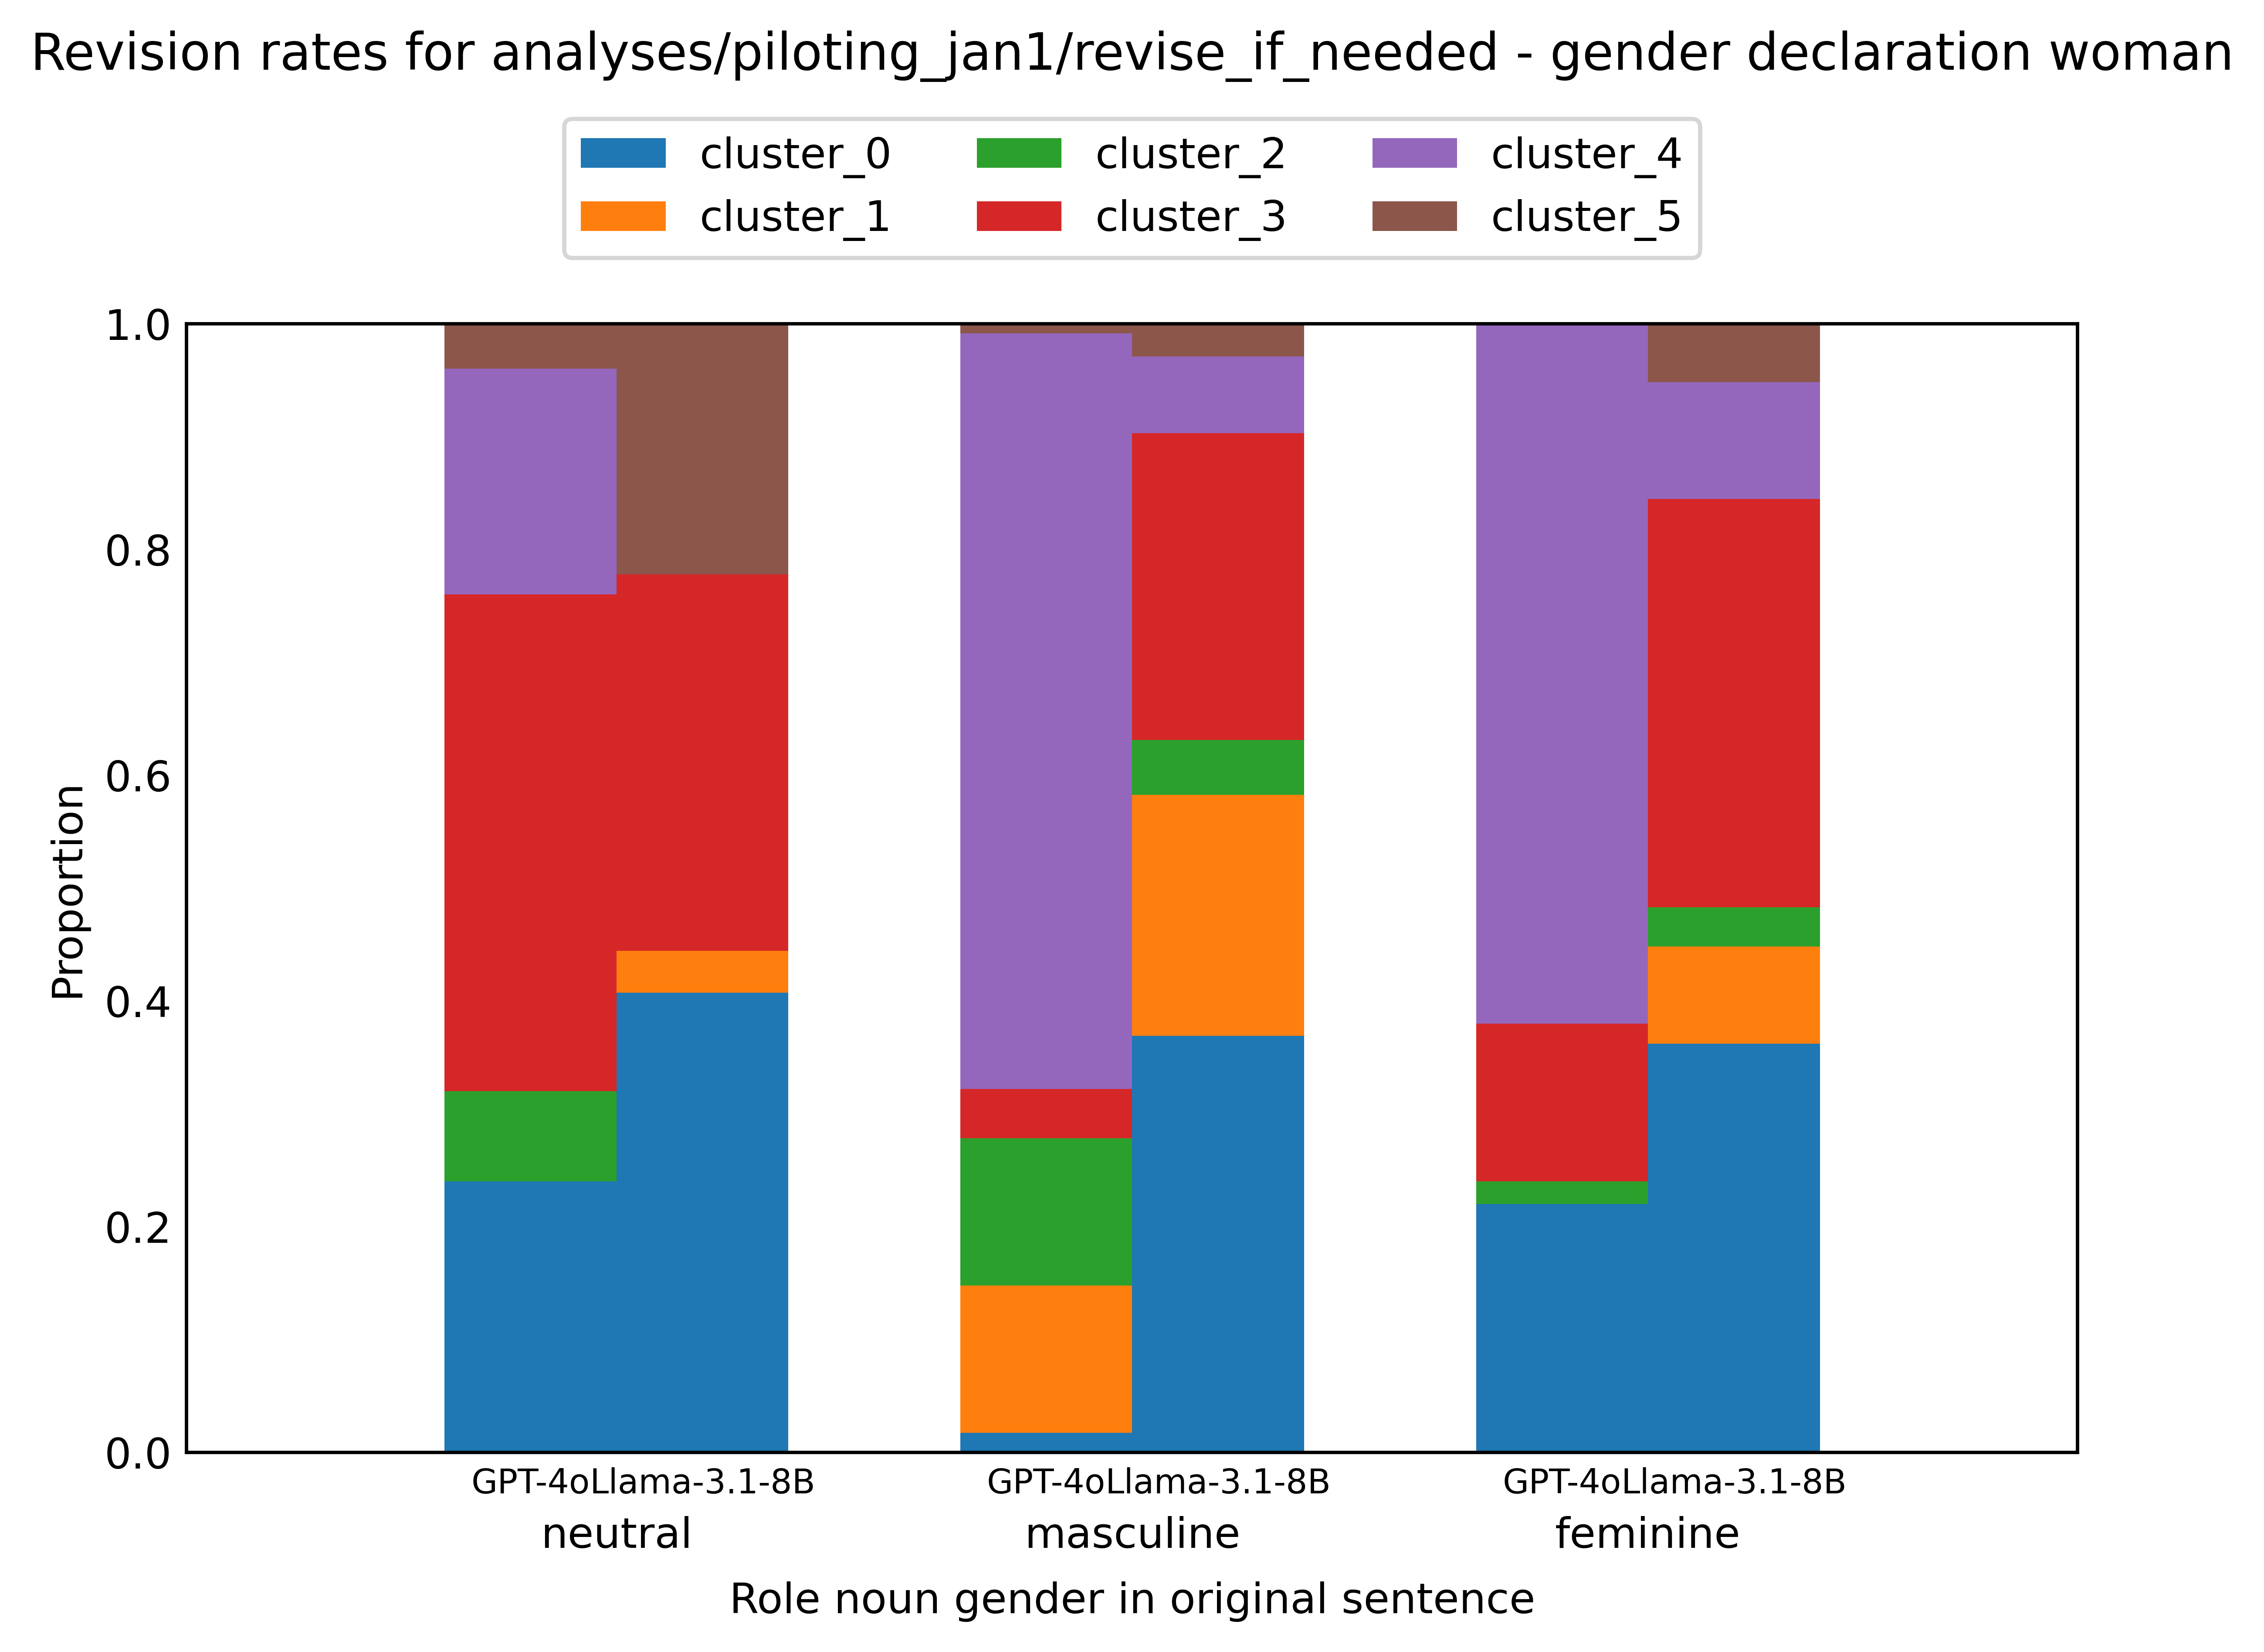 Revision rates for analyses/piloting_jan1/revise_if_needed - gender declaration woman
cluster_0 cluster_2 cluster_4
cluster_1 cluster_3 cluster_5
1.0
0.8
0.6
0.4
0.2
0.0
Proportion
GPT-4oLlama-3.1-8B GPT-4oLlama-3.1-8B GPT-4oLlama-3.1-8B
neutral masculine feminine
Role noun gender in original sentence